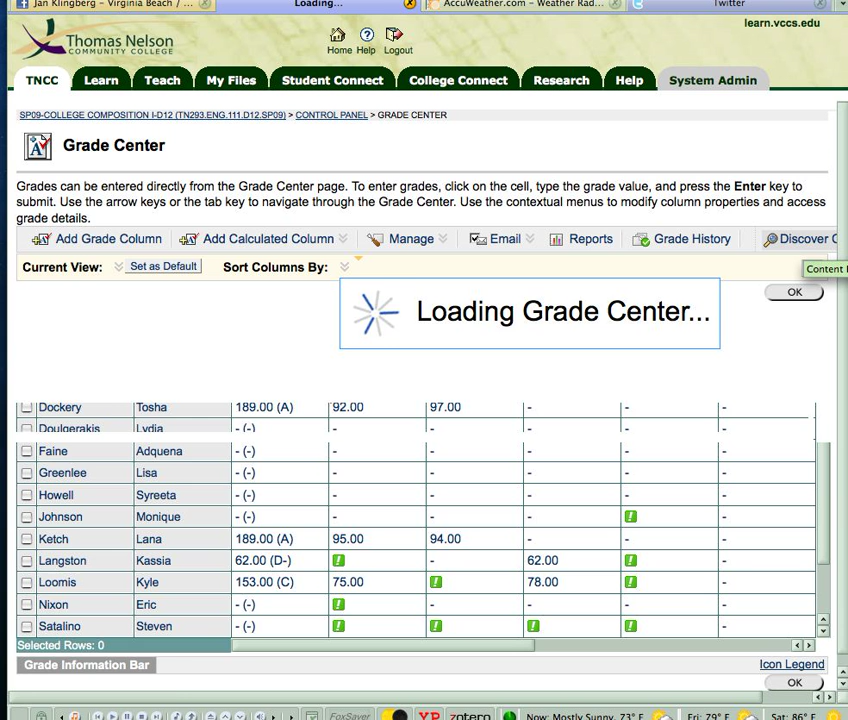 Jan Klingberg – Virginia Beach / ...
Loading...
AccuWeather.com – Weather Rad...
Twitter
learn.vccs.edu
Thomas Nelson
COMMUNITY COLLEGE
Home Help Logout
TNCC Learn Teach My Files Student Connect College Connect Research Help System Admin
SP09-COLLEGE COMPOSITION I-D12 (TN293.ENG.111.D12.SP09) > CONTROL PANEL > GRADE CENTER
Grade Center
Grades can be entered directly from the Grade Center page. To enter grades, click on the cell, type the grade value, and press the Enter key to
submit. Use the arrow keys or the tab key to navigate through the Grade Center. Use the contextual menus to modify column properties and access
grade details.
Add Grade Column Add Calculated Column Manage Email Reports Grade History Discover
Current View: Set as Default Sort Columns By:
Content
OK
Loading Grade Center...
Dockery Tosha 189.00 (A) 92.00 97.00 - - -
Doulgerakis Lydia - (-) - - - - -
Faine Adquena - (-) - - - - -
Greenlee Lisa - (-) - - - - -
Howell Syreeta - (-) - - - - -
Johnson Monique - (-) - - - ! -
Ketch Lana 189.00 (A) 95.00 94.00 - - -
Langston Kassia 62.00 (D-) ! - 62.00 ! -
Loomis Kyle 153.00 (C) 75.00 ! 78.00 ! -
Nixon Eric - (-) ! - - - -
Satalino Steven - (-) ! ! ! ! -
Selected Rows: 0
Grade Information Bar
Icon Legend
OK
FoxSaver YP zotero Now: Mostly Sunny, 73° F Fri: 79° F Sat: 86° F